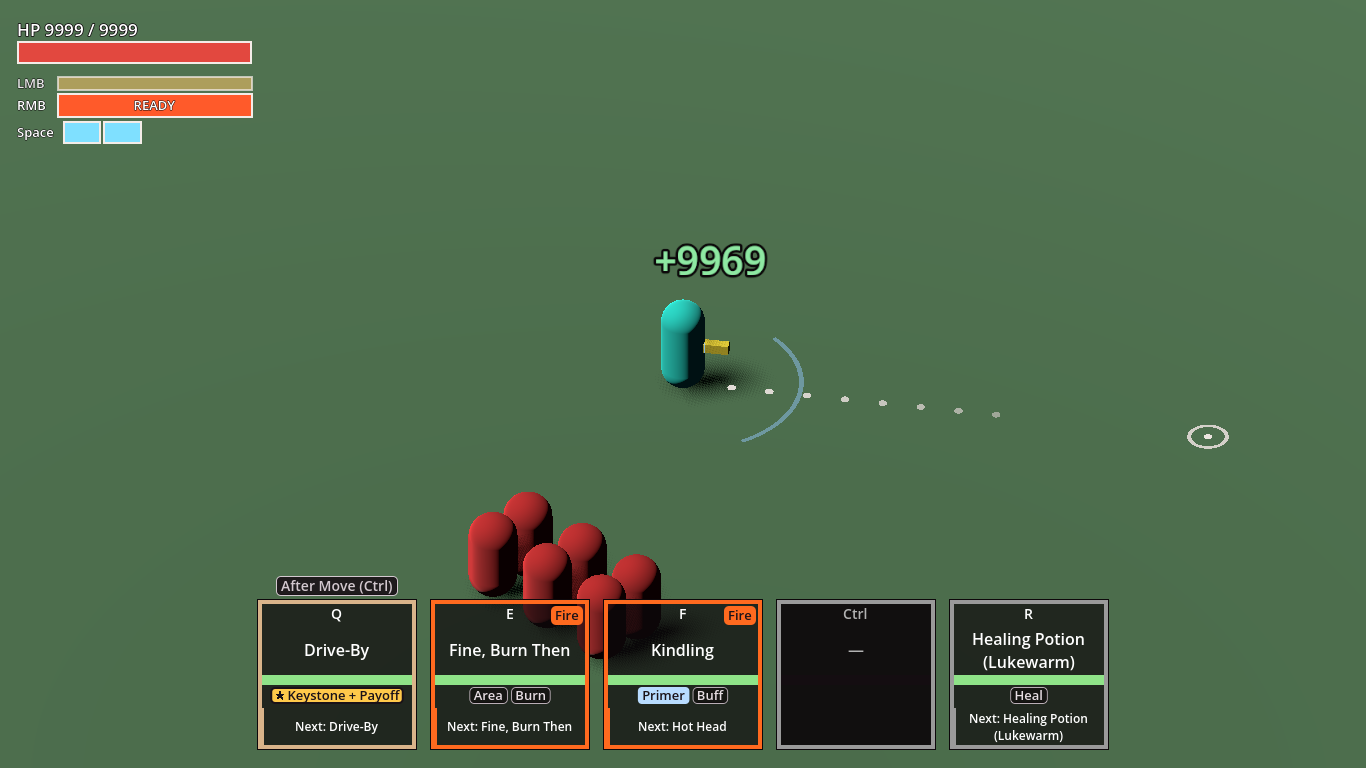 HP 9999 / 9999
LMB
RMB READY
Space
+9969
After Move (Ctrl)
Q
Drive-By
★ Keystone + Payoff
Next: Drive-By
E Fire
Fine, Burn Then
Area Burn
Next: Fine, Burn Then
F Fire
Kindling
Primer Buff
Next: Hot Head
Ctrl
—
R
Healing Potion
(Lukewarm)
Heal
Next: Healing Potion
(Lukewarm)